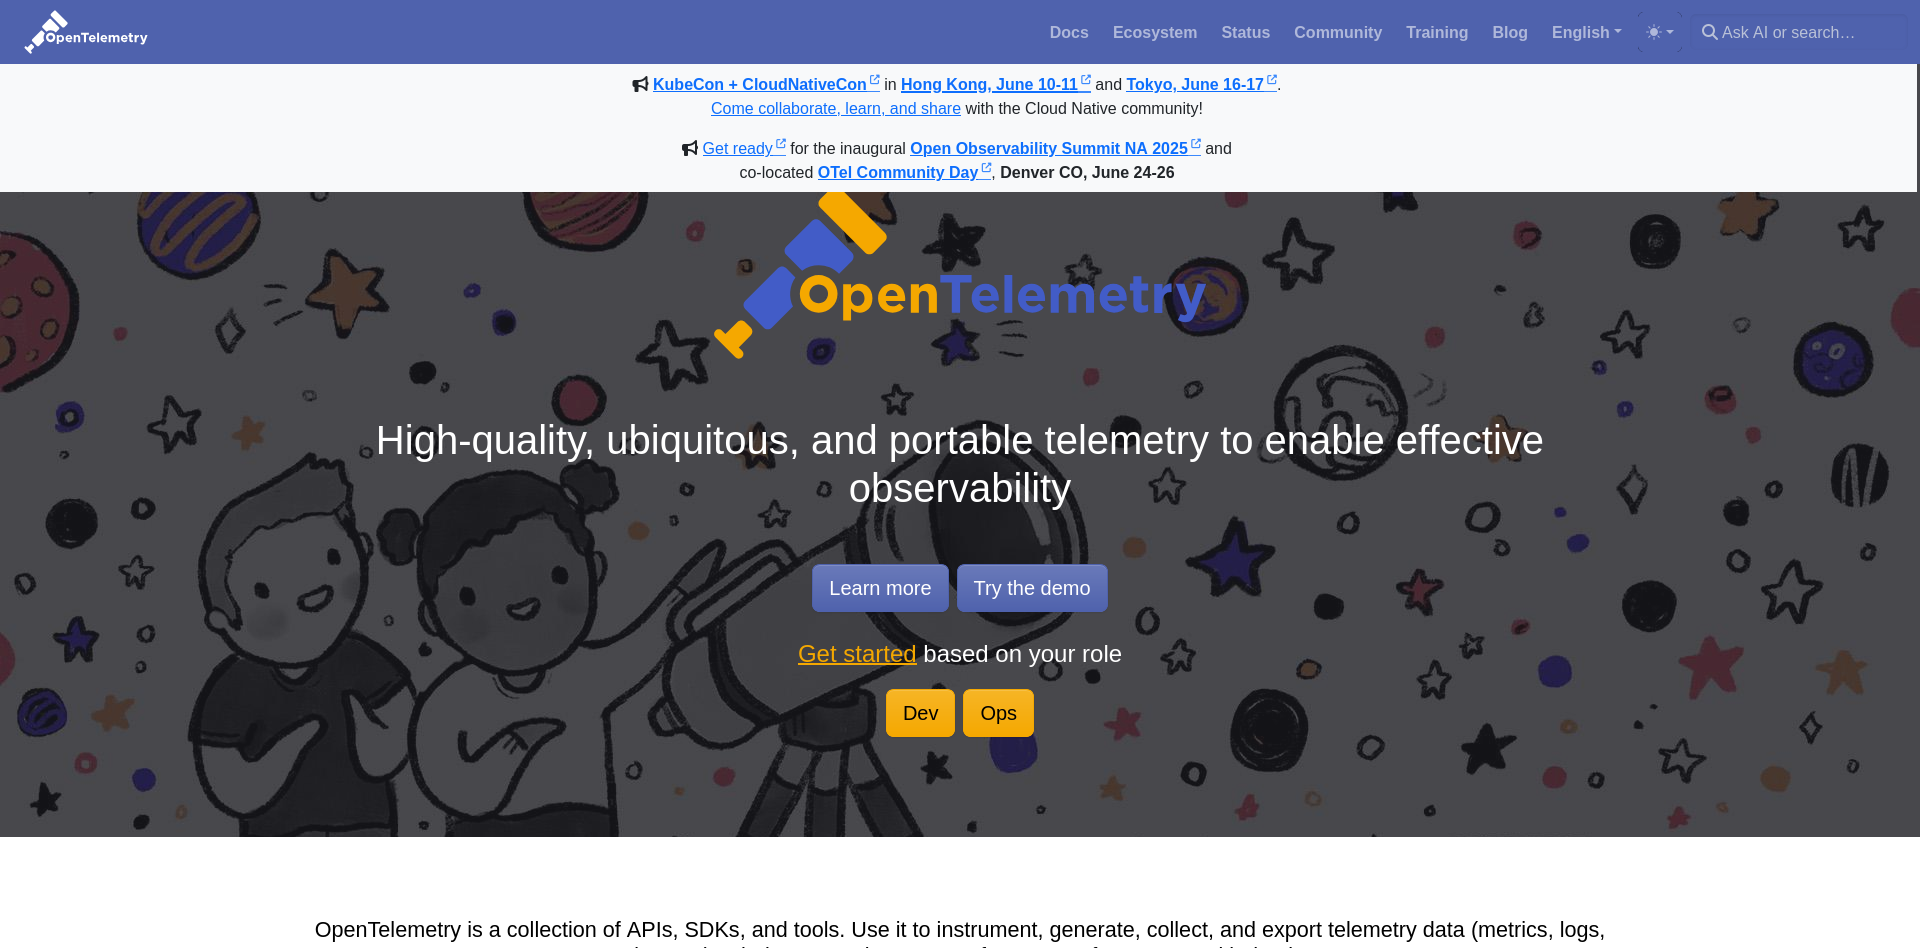 OpenTelemetry
Docs Ecosystem Status Community Training Blog English Ask AI or search…
KubeCon + CloudNativeCon in Hong Kong, June 10-11 and Tokyo, June 16-17.
Come collaborate, learn, and share with the Cloud Native community!
Get ready for the inaugural Open Observability Summit NA 2025 and
co-located OTel Community Day, Denver CO, June 24-26
OpenTelemetry
High-quality, ubiquitous, and portable telemetry to enable effective
observability
Learn more Try the demo
Get started based on your role
Dev Ops
OpenTelemetry is a collection of APIs, SDKs, and tools. Use it to instrument, generate, collect, and export telemetry data (metrics, logs,